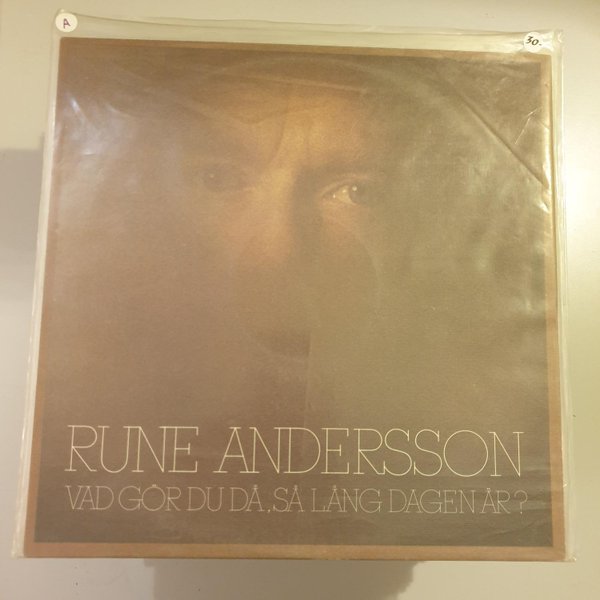 A
30:-
RUNE ANDERSSON
VAD GÖR DU DÅ, SÅ LÅNG DAGEN ÄR?